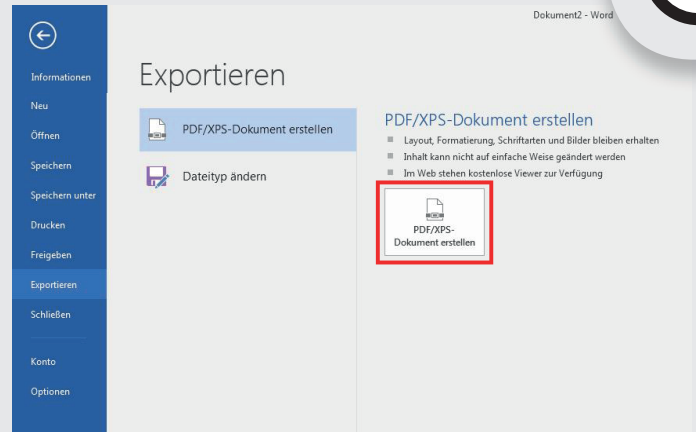 Dokument2 - Word
Informationen
Neu
Öffnen
Speichern
Speichern unter
Drucken
Freigeben
Exportieren
Schließen
Konto
Optionen
Exportieren
PDF/XPS-Dokument erstellen
Dateityp ändern
PDF/XPS-Dokument erstellen
Layout, Formatierung, Schriftarten und Bilder bleiben erhalten
Inhalt kann nicht auf einfache Weise geändert werden
Im Web stehen kostenlose Viewer zur Verfügung
PDF/XPS-
Dokument erstellen